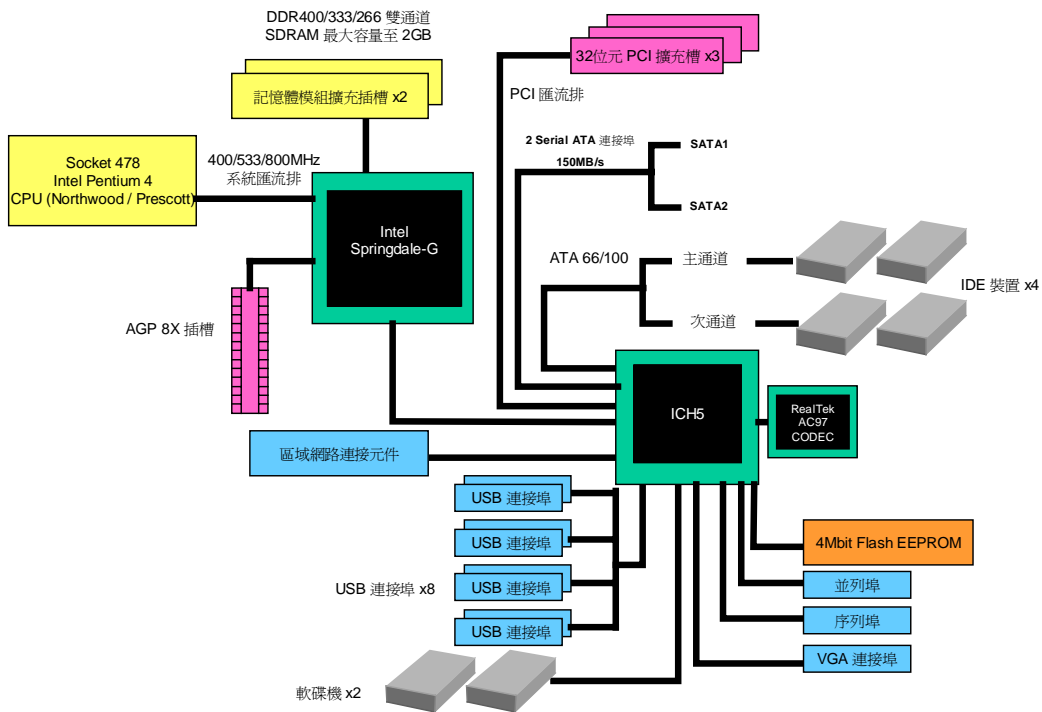 DDR400/333/266 雙通道
SDRAM 最大容量至 2GB
32位元 PCI 擴充槽 x3
記憶體模組擴充插槽 x2
PCI 匯流排
2 Serial ATA 連接埠
150MB/s
SATA1
SATA2
Socket 478
Intel Pentium 4
CPU (Northwood / Prescott)
400/533/800MHz
系統匯流排
Intel
Springdale-G
ATA 66/100
主通道
次通道
IDE 裝置 x4
AGP 8X 插槽
ICH5
RealTek
AC97
CODEC
區域網路連接元件
USB 連接埠
USB 連接埠
USB 連接埠
USB 連接埠
USB 連接埠 x8
4Mbit Flash EEPROM
並列埠
序列埠
VGA 連接埠
軟碟機 x2